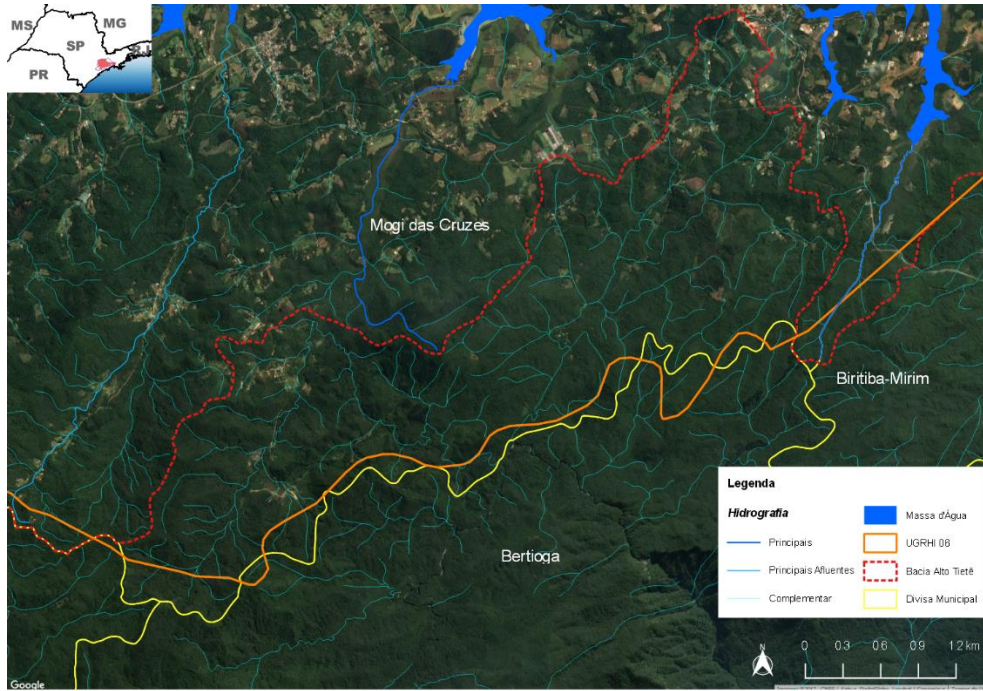 MS
MG
SP
RJ
PR
Mogi das Cruzes
Biritiba-Mirim
Bertioga
Legenda
Hidrografia
Principais
Principais Afluentes
Complementar
Massa d'Água
UGRHI 06
Bacia Alto Tietê
Divisa Municipal
N
0 0.3 0.6 0.9 1.2 km
Google